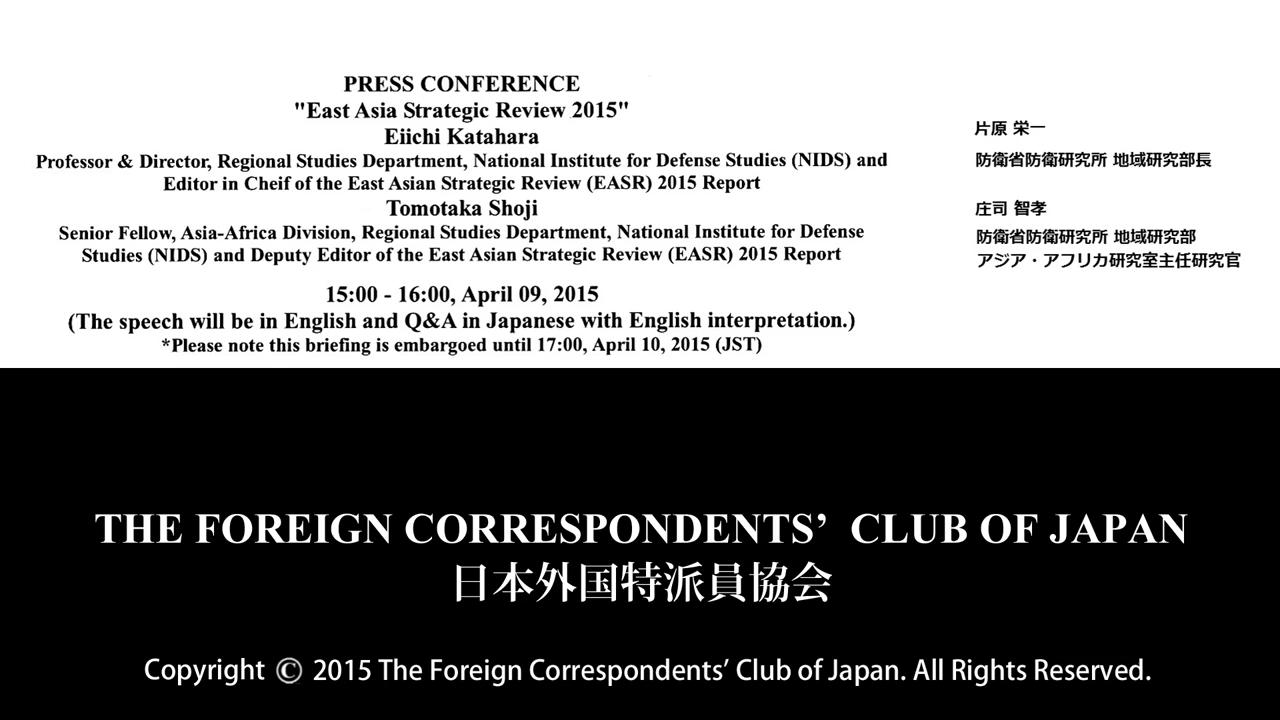 PRESS CONFERENCE
"East Asia Strategic Review 2015"
Eiichi Katahara
Professor & Director, Regional Studies Department, National Institute for Defense Studies (NIDS) and
Editor in Cheif of the East Asian Strategic Review (EASR) 2015 Report
Tomotaka Shoji
Senior Fellow, Asia-Africa Division, Regional Studies Department, National Institute for Defense
Studies (NIDS) and Deputy Editor of the East Asian Strategic Review (EASR) 2015 Report
15:00 - 16:00, April 09, 2015
(The speech will be in English and Q&A in Japanese with English interpretation.)
*Please note this briefing is embargoed until 17:00, April 10, 2015 (JST)
片原 栄一
防衛省防衛研究所 地域研究部長
庄司 智孝
防衛省防衛研究所 地域研究部
アジア・アフリカ研究室主任研究官
THE FOREIGN CORRESPONDENTS’ CLUB OF JAPAN
日本外国特派員協会
Copyright © 2015 The Foreign Correspondents’ Club of Japan. All Rights Reserved.